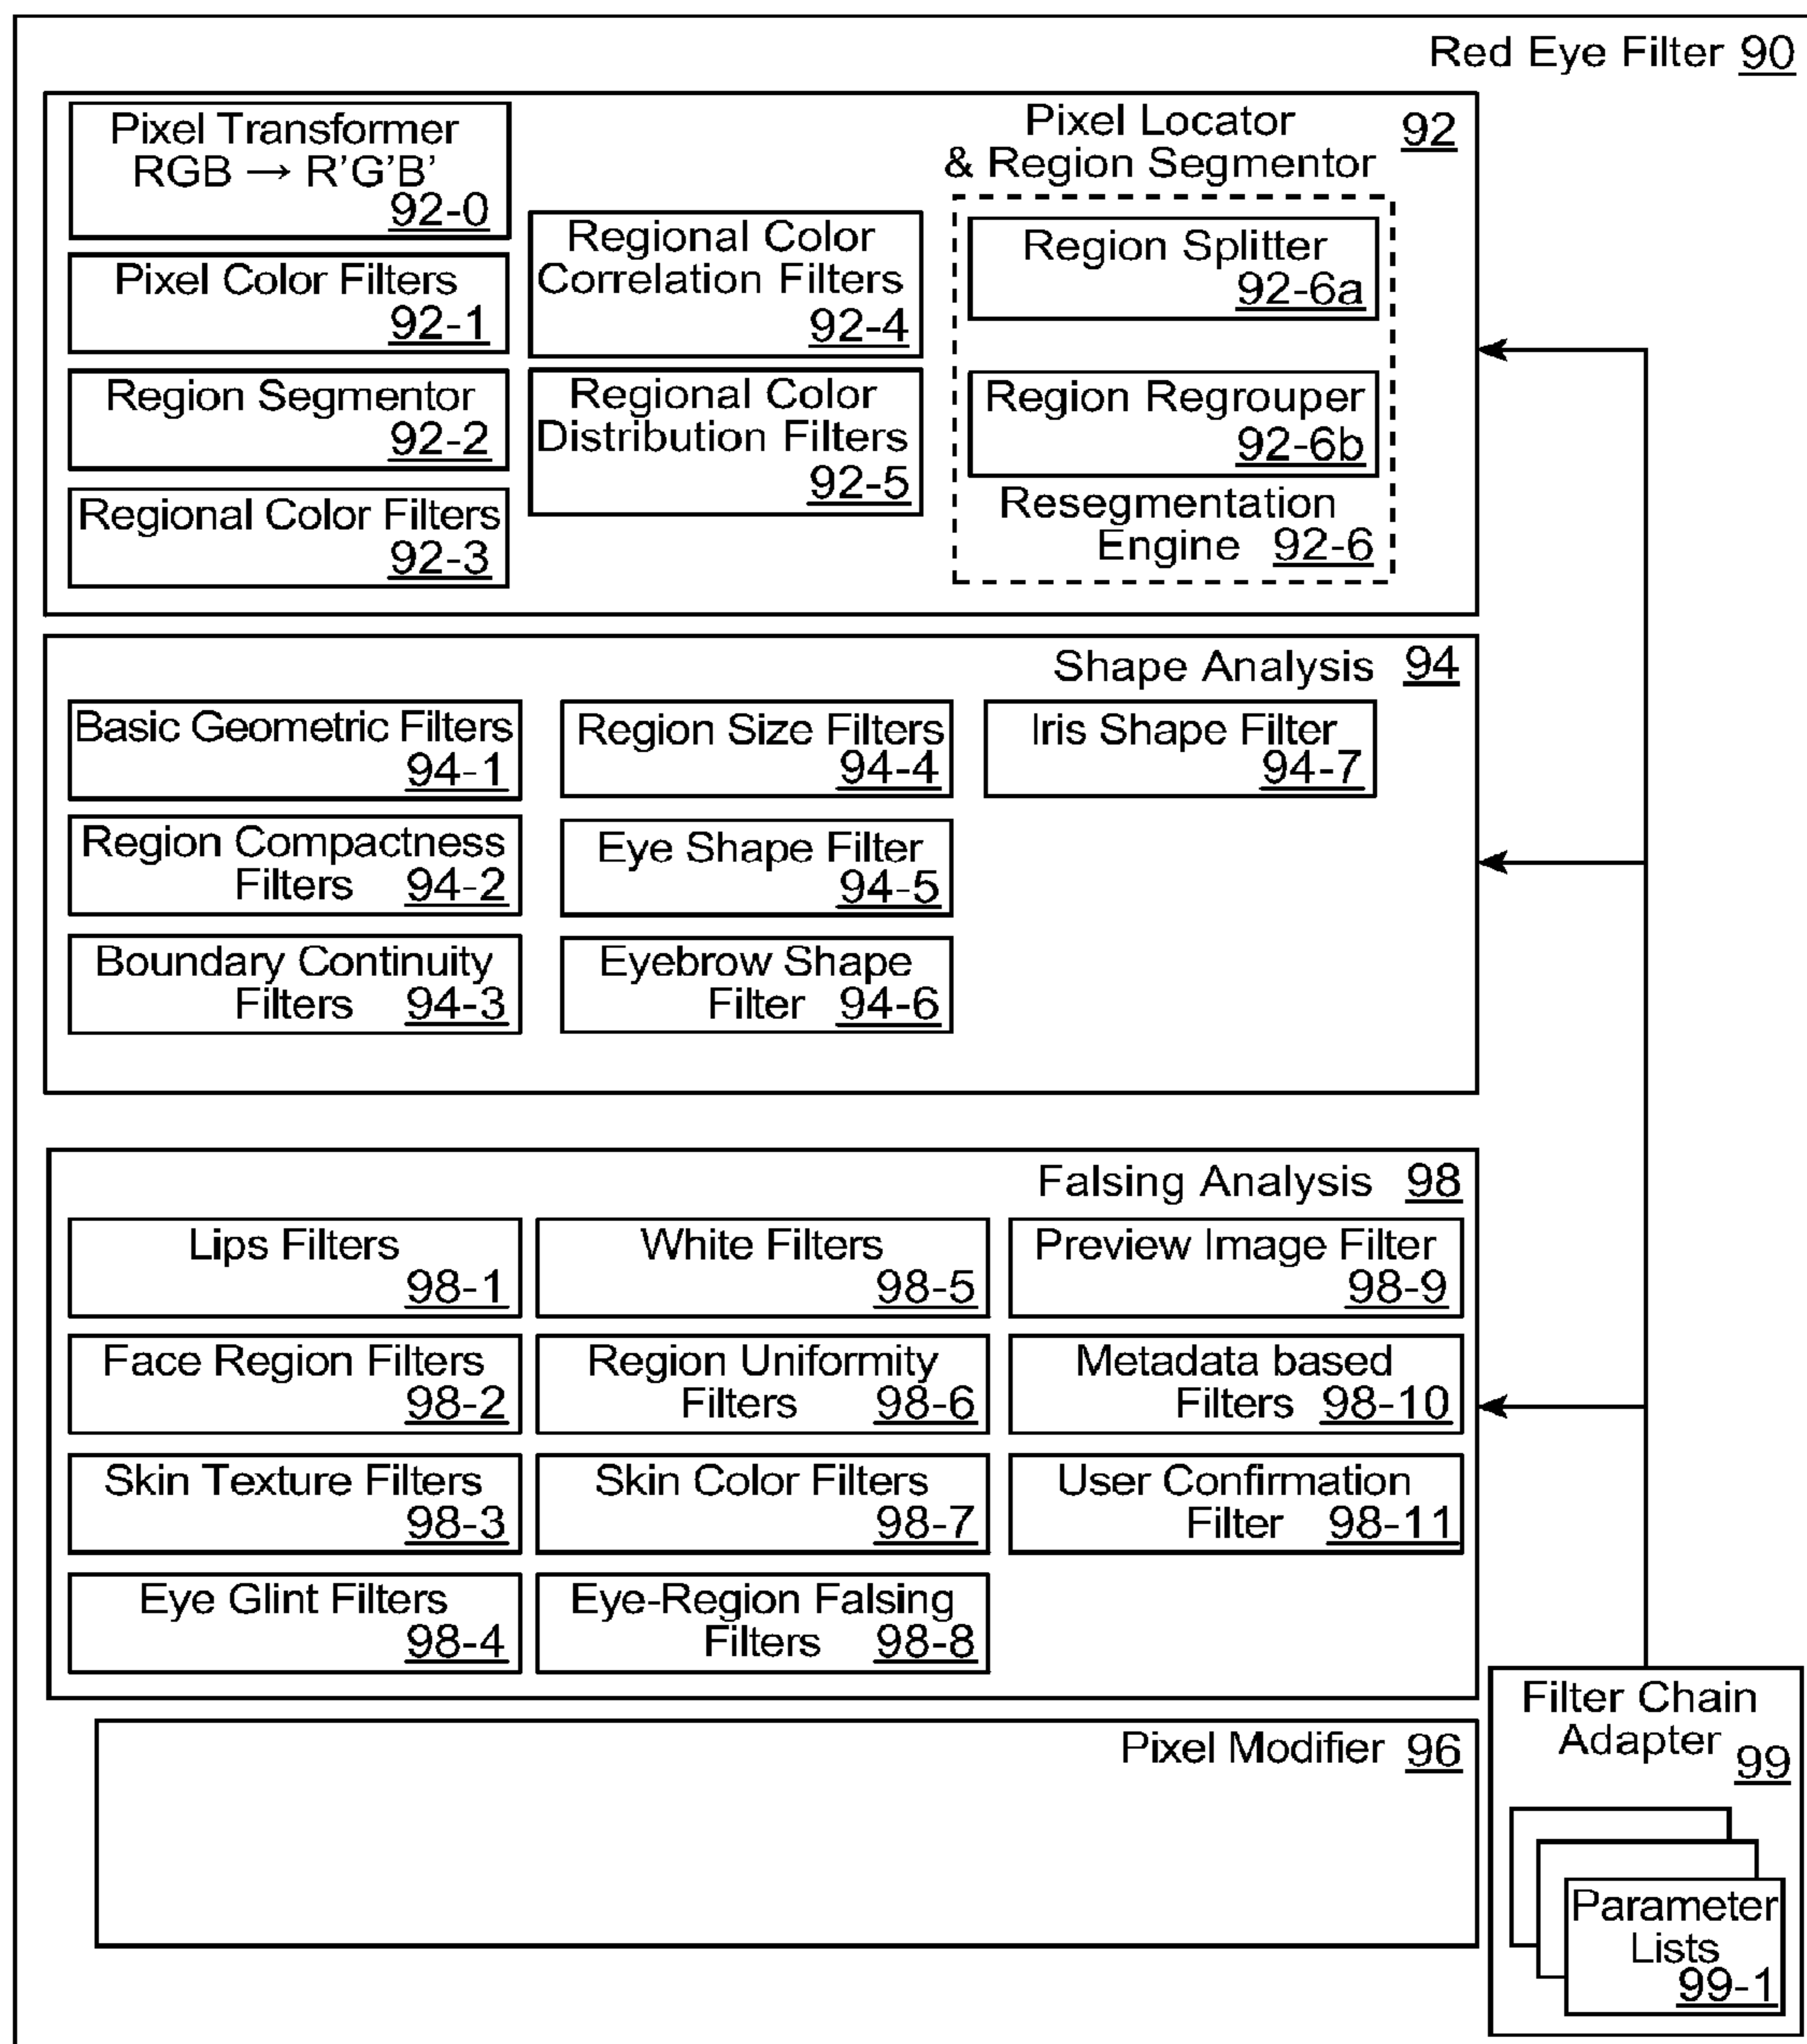 Red Eye Filter 90
Pixel Transformer
RGB → R'G'B'
92-0
Pixel Color Filters
92-1
Region Segmentor
92-2
Regional Color Filters
92-3
Regional Color
Correlation Filters
92-4
Regional Color
Distribution Filters
92-5
Pixel Locator
& Region Segmentor
92
Region Splitter
92-6a
Region Regrouper
92-6b
Resegmentation
Engine 92-6
Shape Analysis 94
Basic Geometric Filters
94-1
Region Compactness
Filters 94-2
Boundary Continuity
Filters 94-3
Region Size Filters
94-4
Eye Shape Filter
94-5
Eyebrow Shape
Filter 94-6
Iris Shape Filter
94-7
Falsing Analysis 98
Lips Filters
98-1
Face Region Filters
98-2
Skin Texture Filters
98-3
Eye Glint Filters
98-4
White Filters
98-5
Region Uniformity
Filters 98-6
Skin Color Filters
98-7
Eye-Region Falsing
Filters 98-8
Preview Image Filter
98-9
Metadata based
Filters 98-10
User Confirmation
Filter 98-11
Pixel Modifier 96
Filter Chain
Adapter
99
Parameter
Lists
99-1